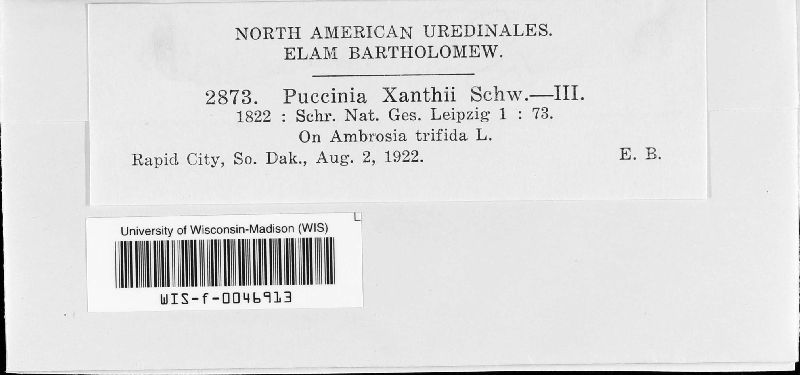 NORTH AMERICAN UREDINALES.
ELAM BARTHOLOMEW.
2873. Puccinia Xanthii Schw.—III.
1822 : Schr. Nat. Ges. Leipzig 1 : 73.
On Ambrosia trifida L.
Rapid City, So. Dak., Aug. 2, 1922. E. B.
University of Wisconsin-Madison (WIS)
WIS-f-0046913